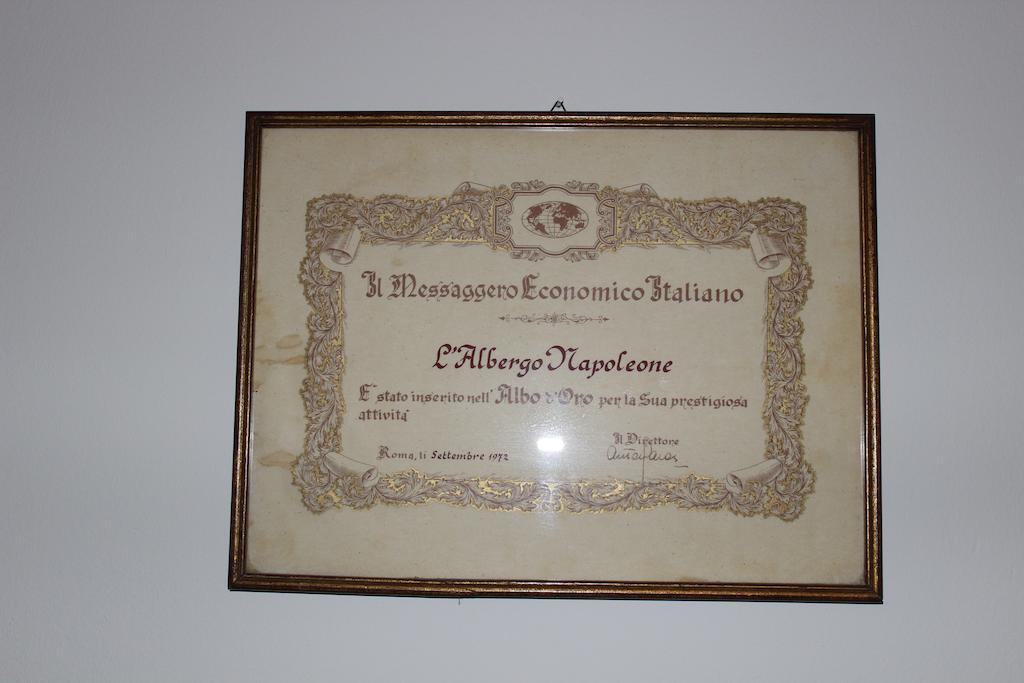 Il Messaggero Economico Italiano
L'Albergo Napoleone
E' stato inserito nell' Albo d'Oro per la Sua prestigiosa
attività
Roma, li Settembre 1972
Il Direttore